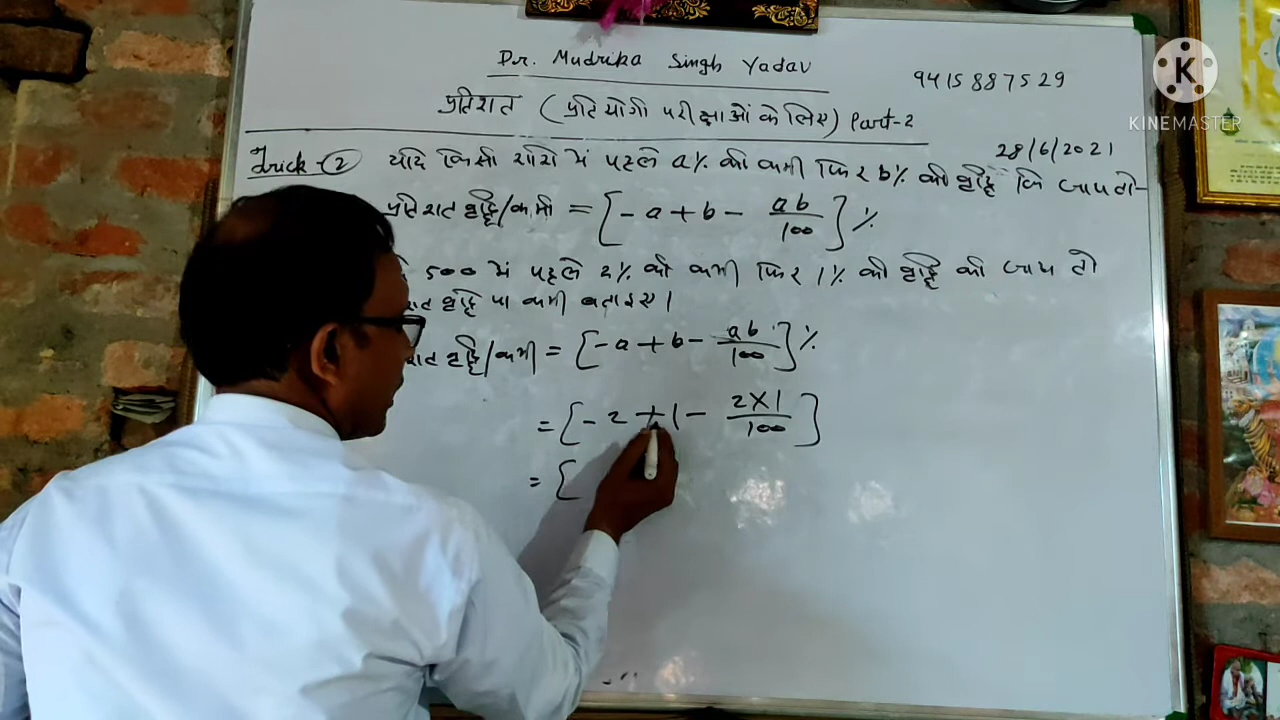 Dr. Mudrika Singh Yadav
9415887529
K
KINEMASTER
प्रतिशत (प्रतियोगी परीक्षाओं के लिए) Part-2
28/6/2021
Trick-② यदि किसी राशि में पहले a% की कमी फिर b% की वृद्धि कि जाय तो-
प्रतिशत वृद्धि/कमी = [-a+b- ab/100]%
500 में पहले 2% की कमी फिर 1% की वृद्धि की जाय तो
शत वृद्धि या कमी बताइए।
शत वृद्धि/कमी = [-a+b- ab/100]%
= [-2+1- 2×1/100]
= [